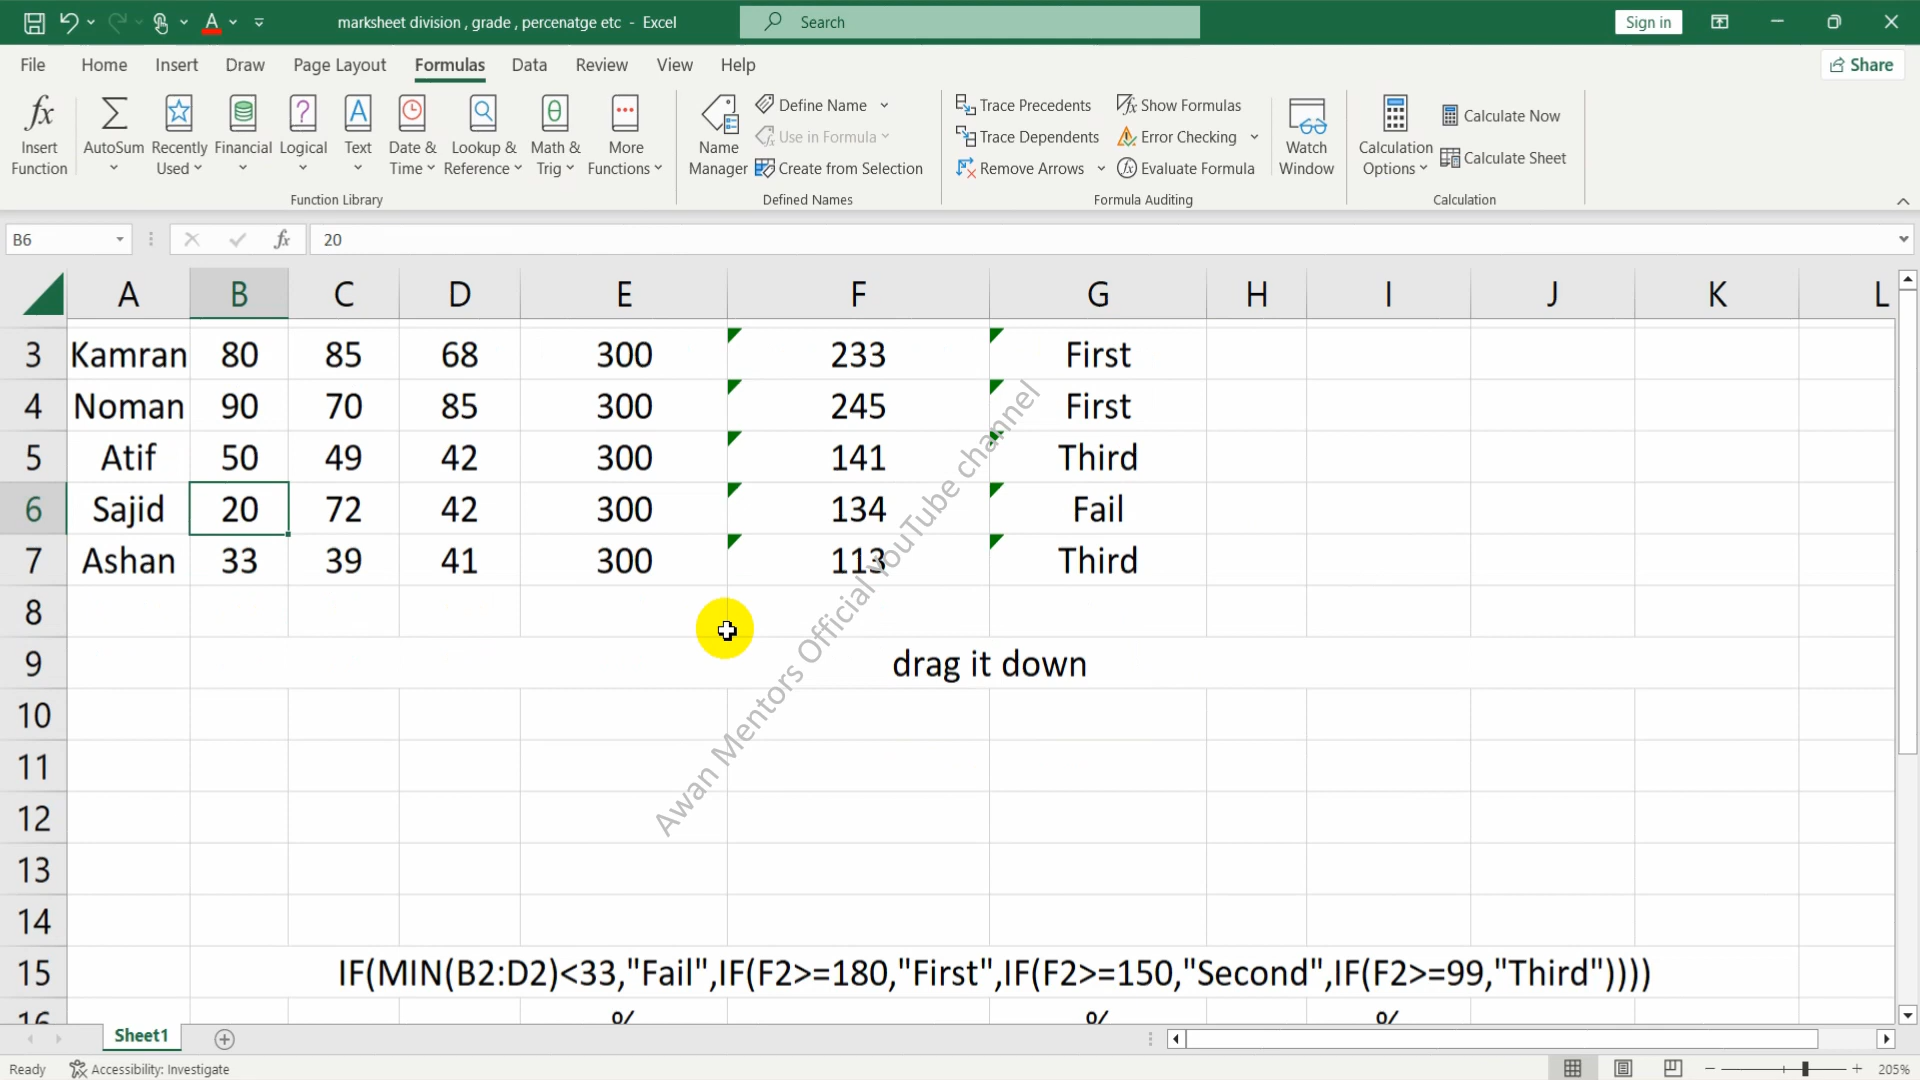 marksheet division , grade , percenatge etc - Excel
Search
Sign in
File Home Insert Draw Page Layout Formulas Data Review View Help
Share
Insert Function
AutoSum
Recently Used
Financial
Logical
Text
Date & Time
Lookup & Reference
Math & Trig
More Functions
Function Library
Name Manager
Define Name
Use in Formula
Create from Selection
Defined Names
Trace Precedents
Trace Dependents
Remove Arrows
Show Formulas
Error Checking
Evaluate Formula
Formula Auditing
Watch Window
Calculation Options
Calculate Now
Calculate Sheet
Calculation
B6
fx 20
A B C D E F G H I J K L
3 Kamran 80 85 68 300 233 First
4 Noman 90 70 85 300 245 First
5 Atif 50 49 42 300 141 Third
6 Sajid 20 72 42 300 134 Fail
7 Ashan 33 39 41 300 113 Third
8
9 drag it down
10
11
12
13
14
15 IF(MIN(B2:D2)<33,"Fail",IF(F2>=180,"First",IF(F2>=150,"Second",IF(F2>=99,"Third"))))
16 % % %
Awan Mentors Official YouTube channel
Sheet1
Ready
Accessibility: Investigate
205%